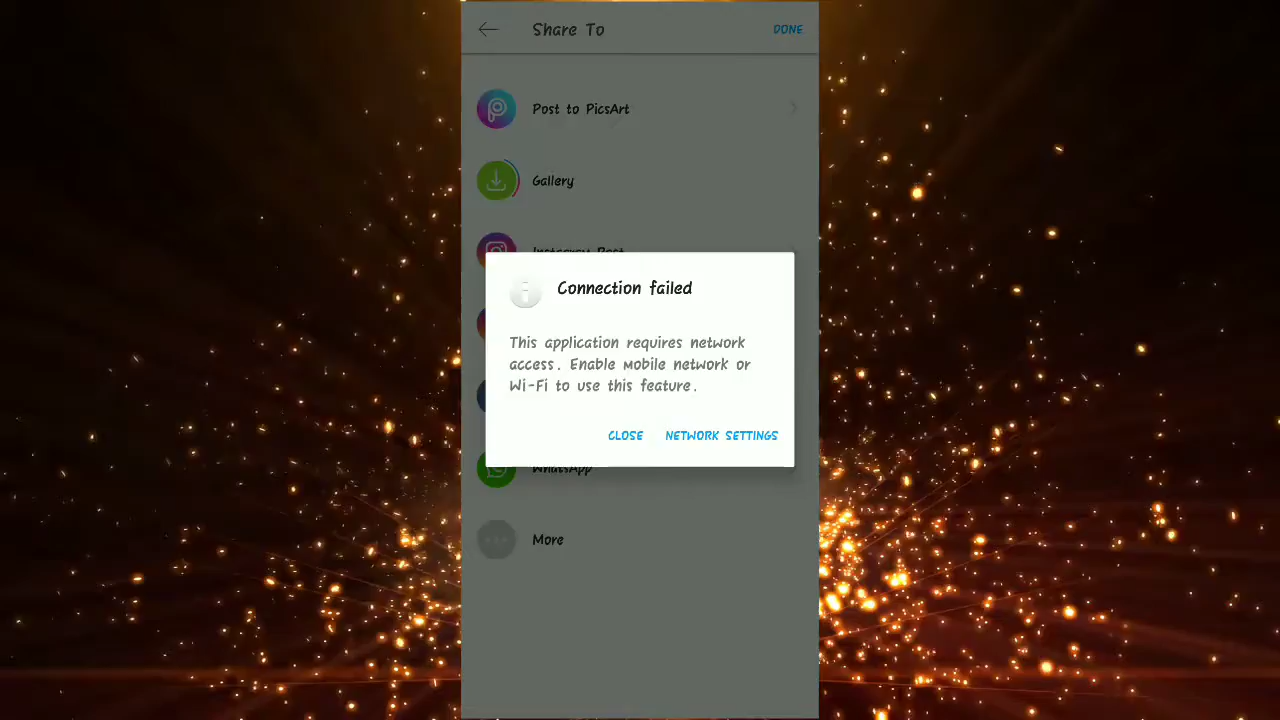 Share To
DONE
Post to PicsArt
Gallery
Connection failed
This application requires network
access. Enable mobile network or
Wi-Fi to use this feature.
CLOSE
NETWORK SETTINGS
WhatsApp
More